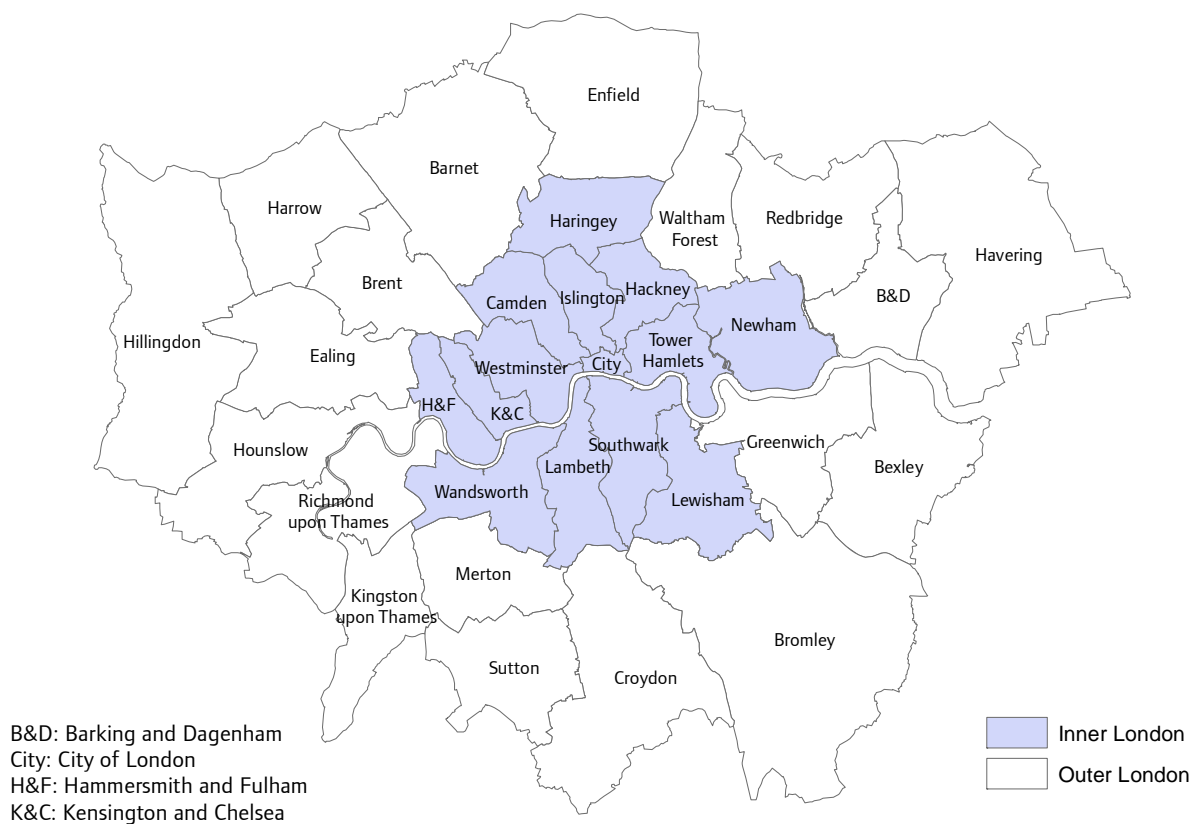 Enfield
Barnet
Haringey
Harrow
Waltham
Forest
Redbridge
Havering
Brent
Camden
Islington
Hackney
B&D
Hillingdon
Ealing
Newham
Tower
Hamlets
Westminster
City
H&F
K&C
Hounslow
Southwark
Greenwich
Lambeth
Bexley
Wandsworth
Lewisham
Richmond
upon Thames
Merton
Kingston
upon Thames
Bromley
Sutton
Croydon
B&D: Barking and Dagenham
City: City of London
H&F: Hammersmith and Fulham
K&C: Kensington and Chelsea
Inner London
Outer London